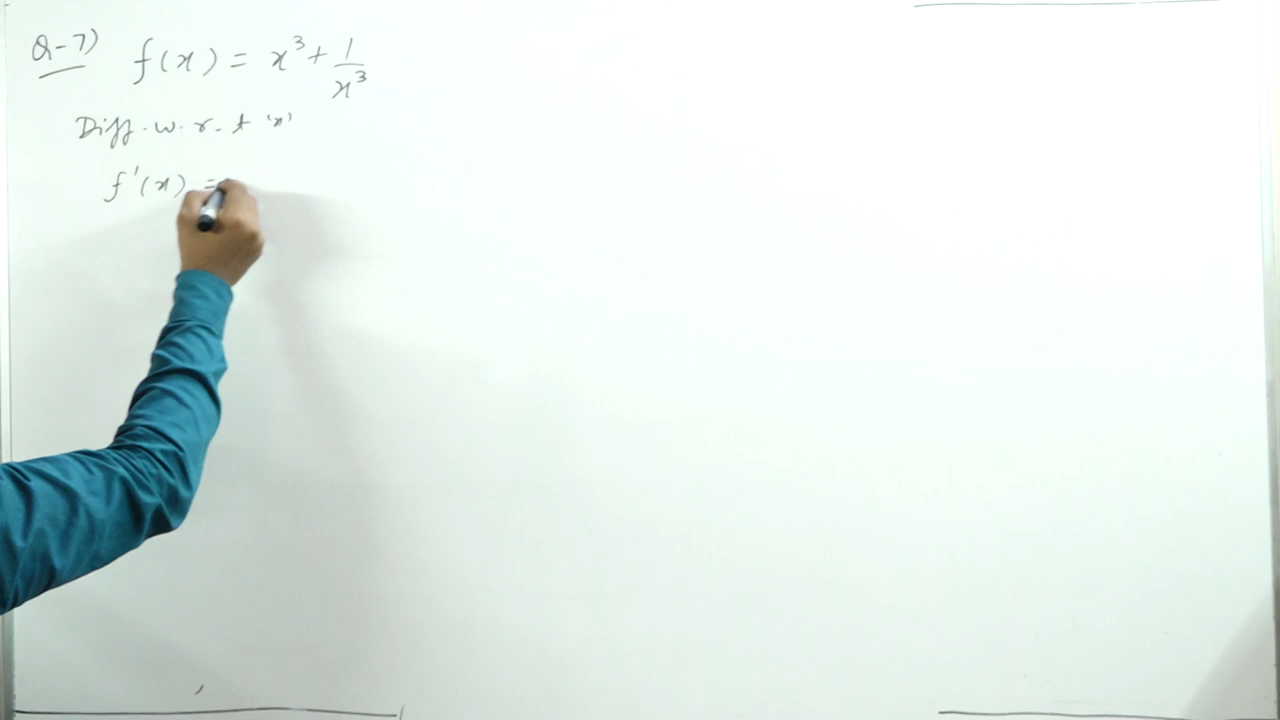 Q-7) f(x) = x³ + 1/x³
Diff. w. r. t 'x'
f'(x) =